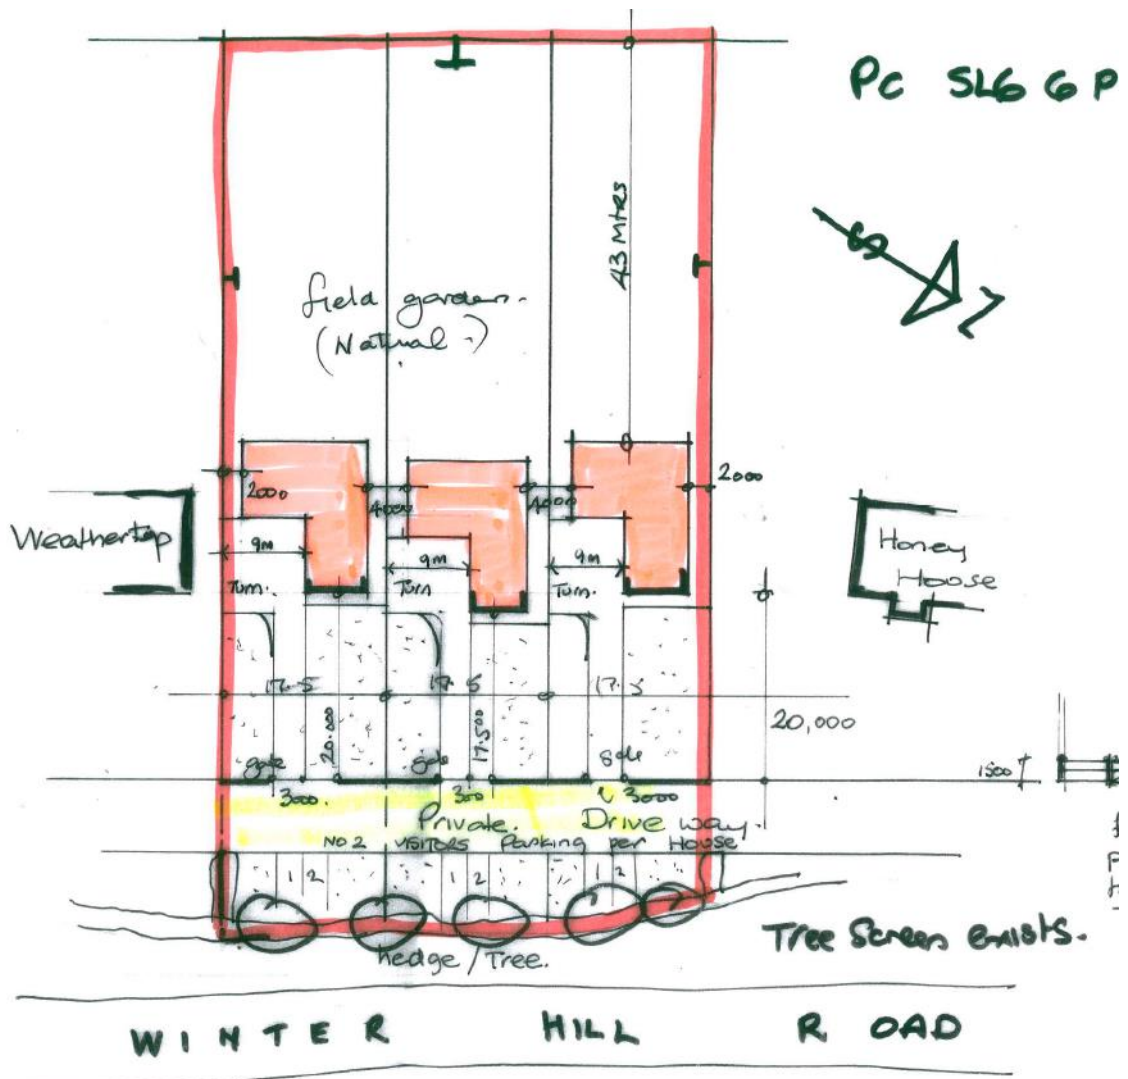 PC SL6 6 P
43 Mtrs
S
N
field garden.
(Natural)
2000
4000
4000
2000
Weathertop
Honey
House
9m
9m
9m
Turn.
Turn
Turn.
17.5
17.5
17.5
20.000
17.500
20,000
gate
gate
1500
3000.
300
3000
Private. Drive way.
NO 2 VISITORS Parking per House
1 2
1 2
1 2
Tree Screen exists.
hedge/Tree.
WINTER HILL ROAD